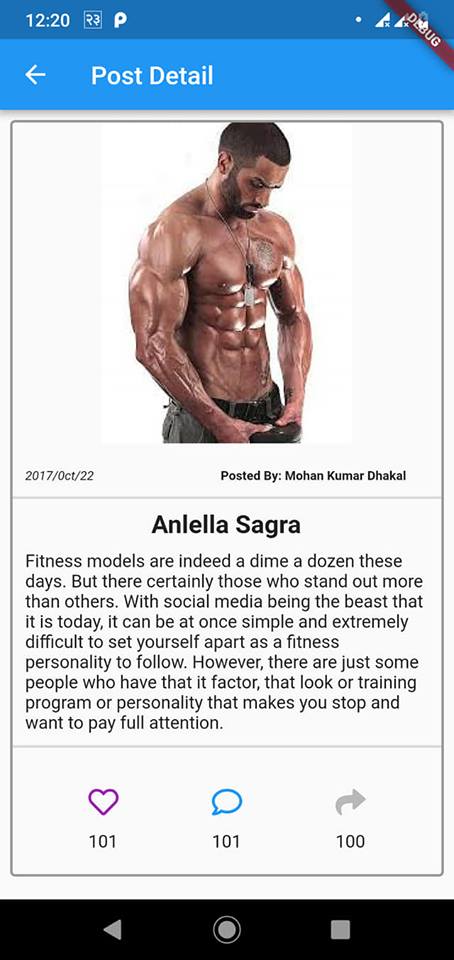 12:20 २३ P
DEBUG
Post Detail
2017/Oct/22 Posted By: Mohan Kumar Dhakal
Anlella Sagra
Fitness models are indeed a dime a dozen these
days. But there certainly those who stand out more
than others. With social media being the beast that
it is today, it can be at once simple and extremely
difficult to set yourself apart as a fitness
personality to follow. However, there are just some
people who have that it factor, that look or training
program or personality that makes you stop and
want to pay full attention.
101 101 100